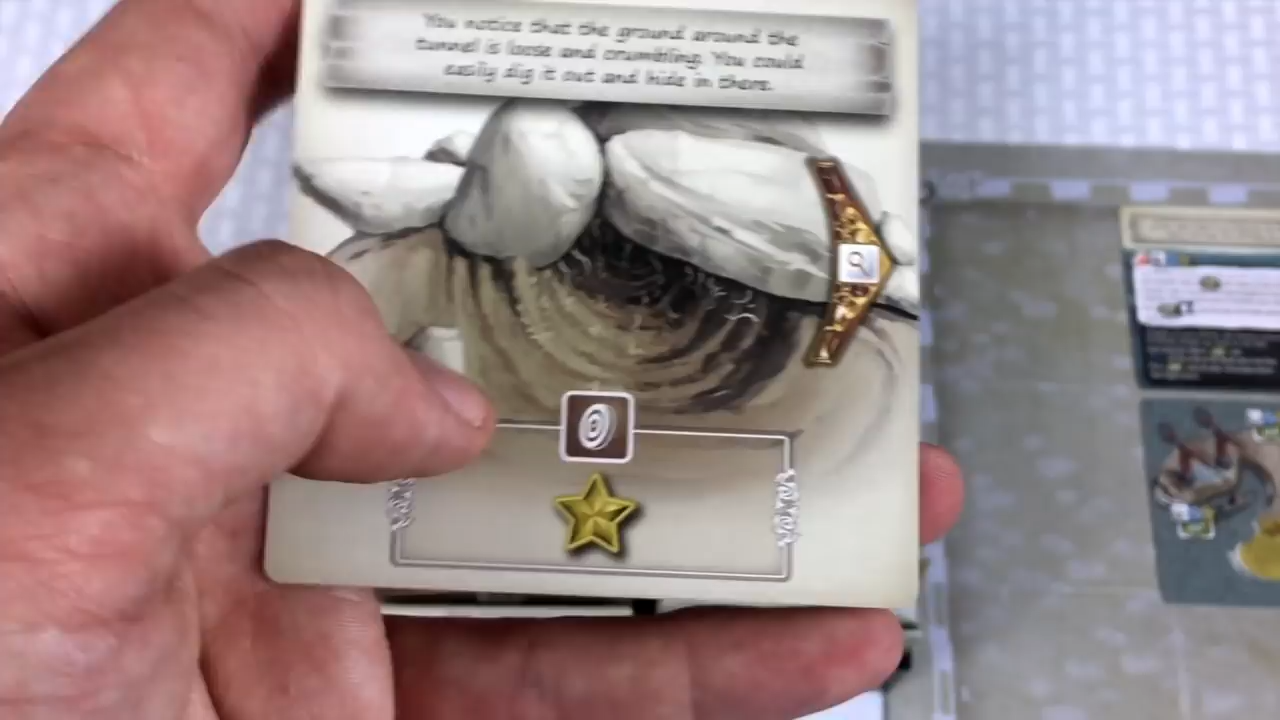 You notice that the ground around the
tunnel is loose and crumbling. You could
easily dig it out and hide in there.